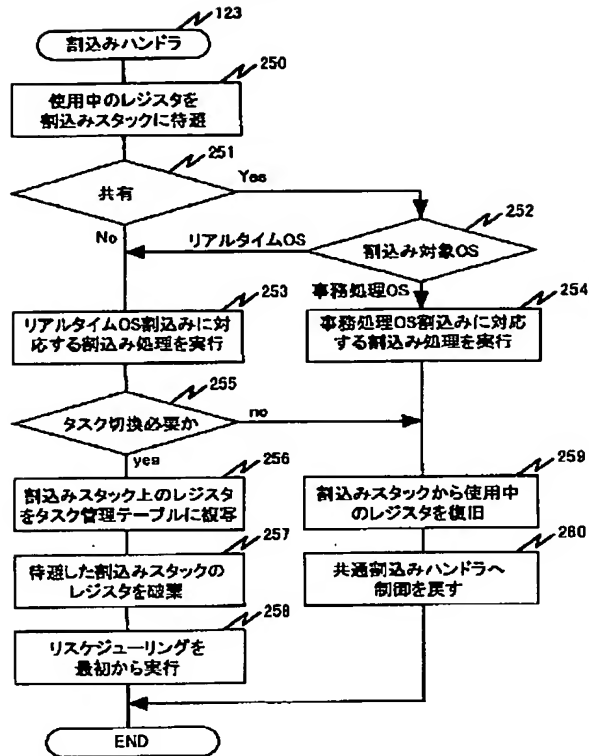 123
割込みハンドラ
250
使用中のレジスタを
割込みスタックに待避
251
共有
Yes
No
252
割込み対象OS
リアルタイムOS
事務処理OS
253
リアルタイムOS割込みに対
応する割込み処理を実行
254
事務処理OS割込みに対応
する割込み処理を実行
255
タスク切換必要か
no
yes
256
割込みスタック上のレジスタ
をタスク管理テーブルに複写
259
割込みスタックから使用中
のレジスタを復旧
257
待避した割込みスタックの
レジスタを破棄
260
共通割込みハンドラへ
制御を戻す
258
リスケジューリングを
最初から実行
END